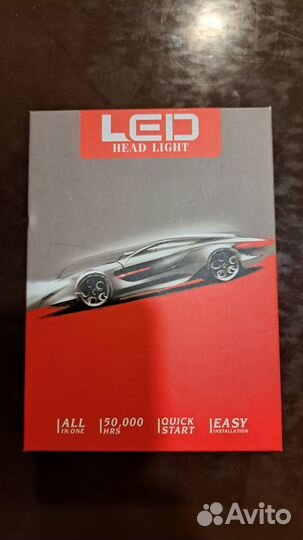 LED
HEAD LIGHT
ALL
IN ONE
50,000
HRS
QUICK
START
EASY
INSTALLATION
Avito